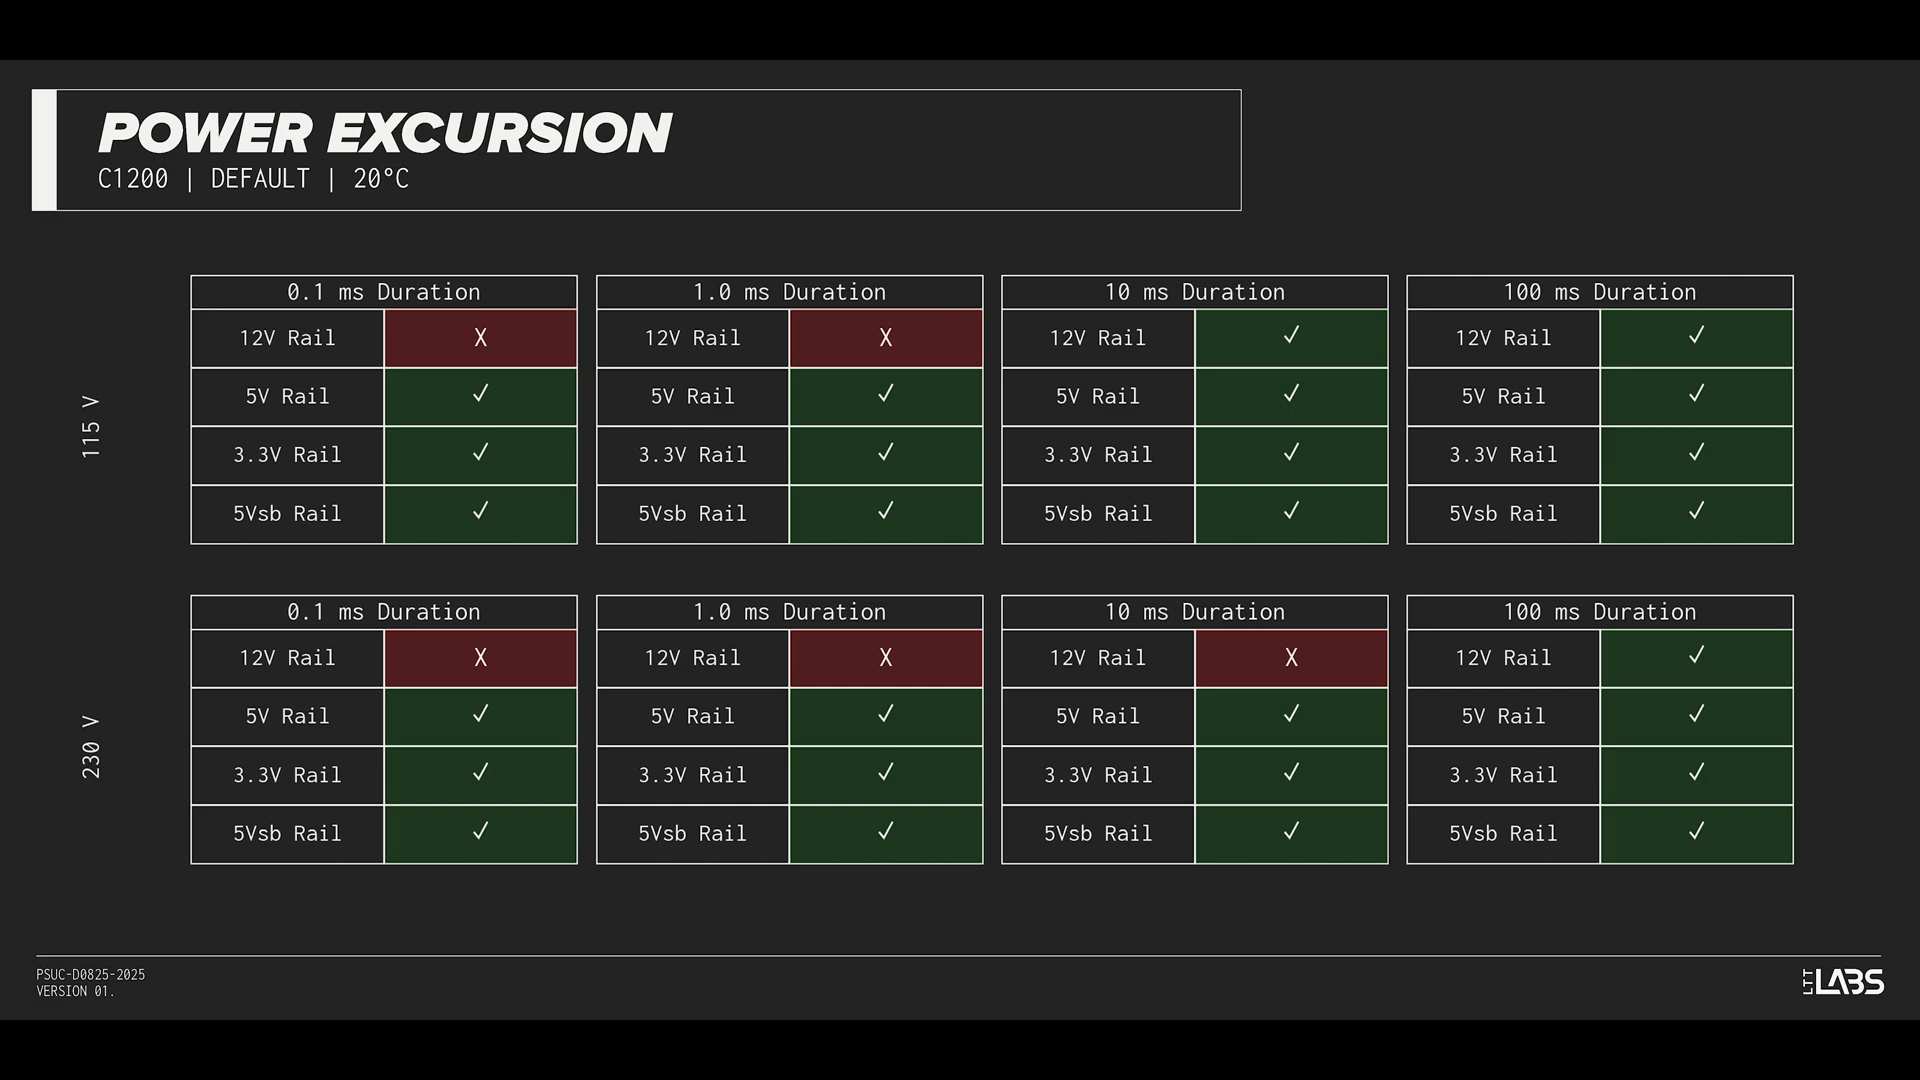 POWER EXCURSION
C1200 | DEFAULT | 20°C
115 V
0.1 ms Duration
12V Rail X
5V Rail ✓
3.3V Rail ✓
5Vsb Rail ✓
1.0 ms Duration
12V Rail X
5V Rail ✓
3.3V Rail ✓
5Vsb Rail ✓
10 ms Duration
12V Rail ✓
5V Rail ✓
3.3V Rail ✓
5Vsb Rail ✓
100 ms Duration
12V Rail ✓
5V Rail ✓
3.3V Rail ✓
5Vsb Rail ✓
230 V
0.1 ms Duration
12V Rail X
5V Rail ✓
3.3V Rail ✓
5Vsb Rail ✓
1.0 ms Duration
12V Rail X
5V Rail ✓
3.3V Rail ✓
5Vsb Rail ✓
10 ms Duration
12V Rail X
5V Rail ✓
3.3V Rail ✓
5Vsb Rail ✓
100 ms Duration
12V Rail ✓
5V Rail ✓
3.3V Rail ✓
5Vsb Rail ✓
PSUC-D0825-2025
VERSION 01.
LTT LABS